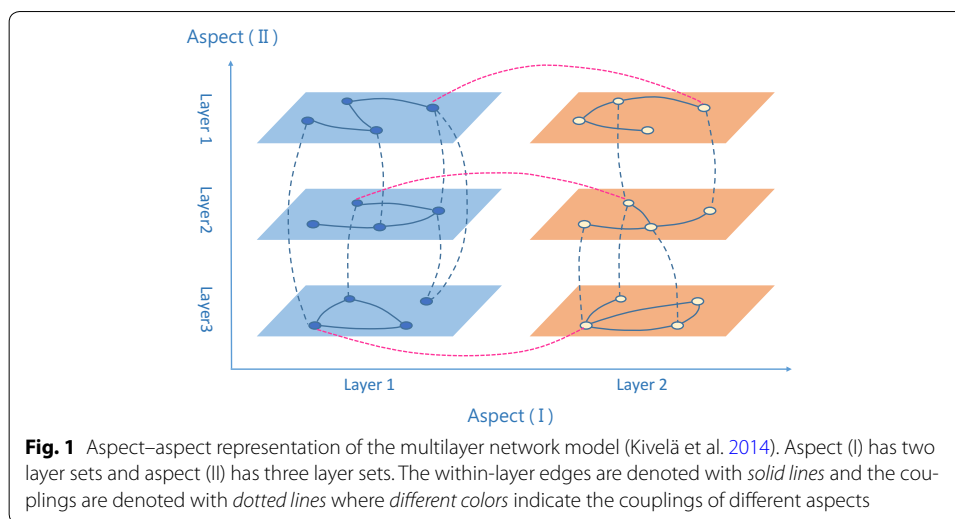 Aspect (Ⅱ)
Layer 1
Layer2
Layer3
Layer 1
Layer 2
Aspect (Ⅰ)
Fig. 1 Aspect–aspect representation of the multilayer network model (Kivelä et al. 2014). Aspect (I) has two
layer sets and aspect (II) has three layer sets. The within-layer edges are denoted with solid lines and the cou-
plings are denoted with dotted lines where different colors indicate the couplings of different aspects